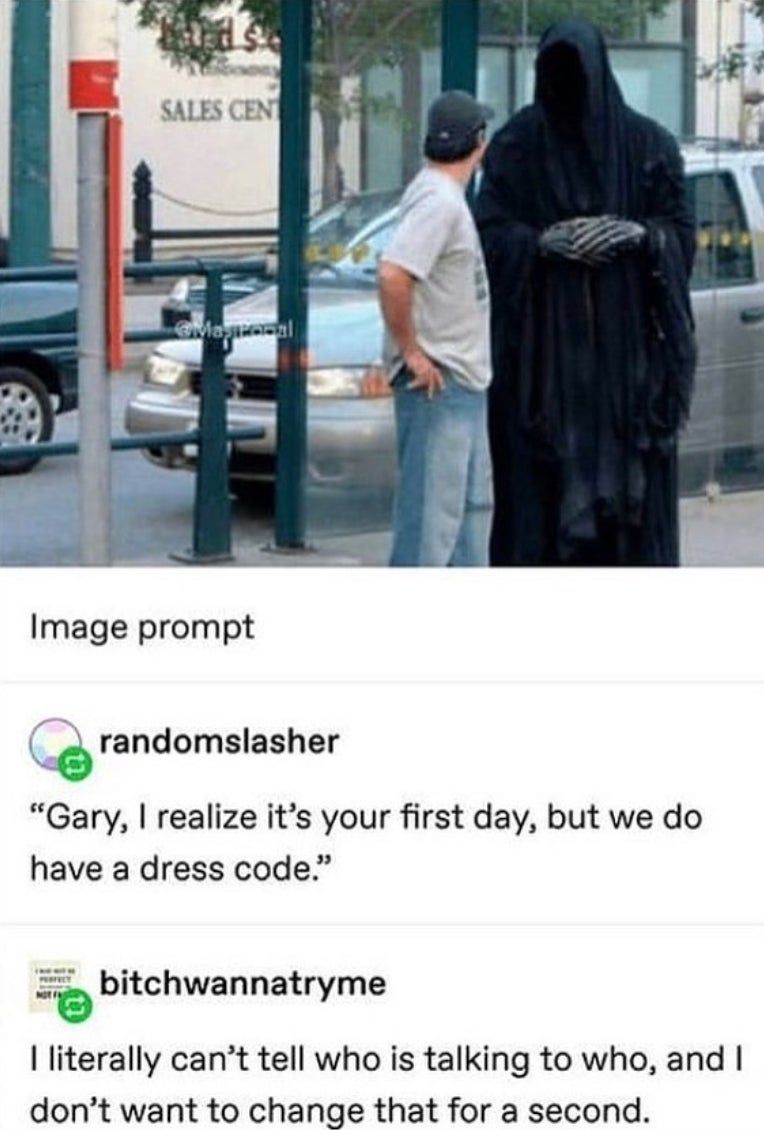 SALES CEN
@MasiPopal
Image prompt
randomslasher
“Gary, I realize it’s your first day, but we do
have a dress code.”
bitchwannatryme
I literally can’t tell who is talking to who, and I
don’t want to change that for a second.